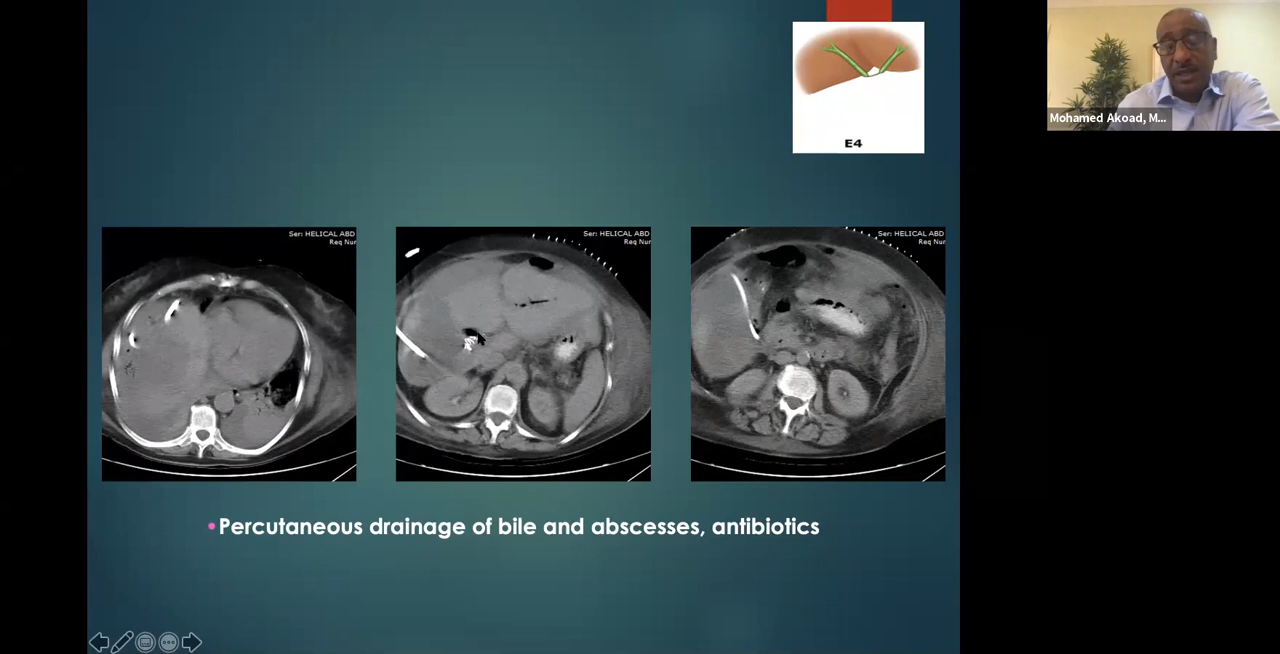 Mohamed Akoad, M...
E4
Ser: HELICAL ABD
Req Nur
Ser: HELICAL ABD
Req Nur
Ser: HELICAL ABD
Req Nur
•Percutaneous drainage of bile and abscesses, antibiotics